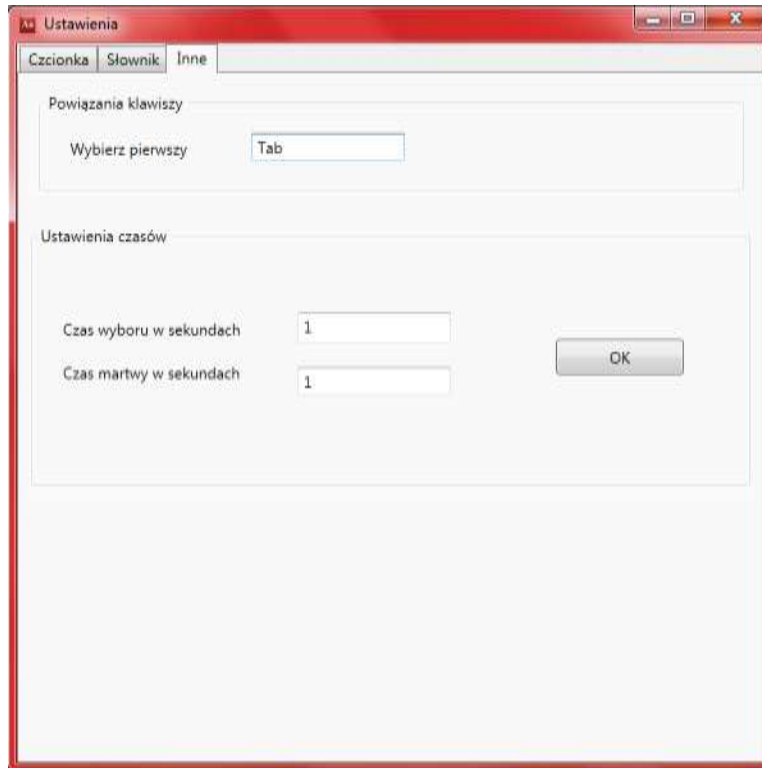 Ustawienia
Czcionka Słownik Inne
Powiązania klawiszy
Wybierz pierwszy Tab
Ustawienia czasów
Czas wyboru w sekundach 1
OK
Czas martwy w sekundach 1